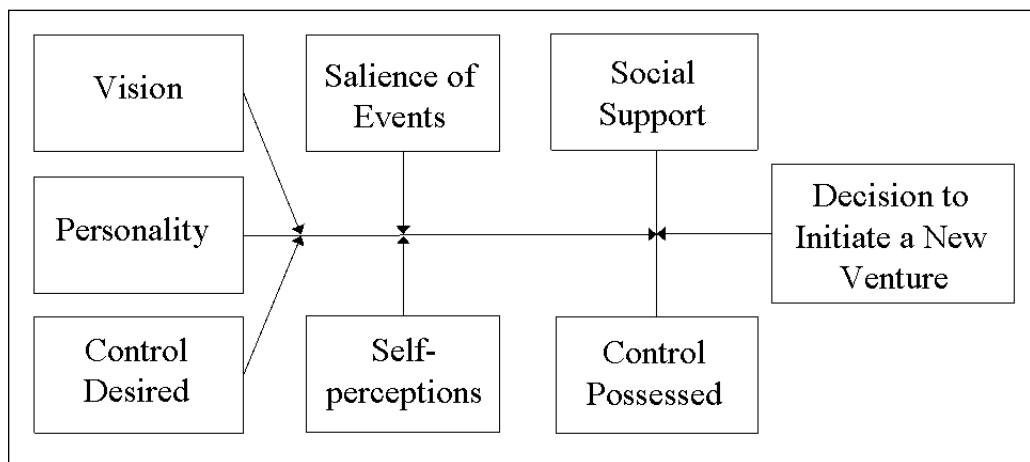 Vision
Salience of
Events
Social
Support
Personality
Decision to
Initiate a New
Venture
Control
Desired
Self-
perceptions
Control
Possessed